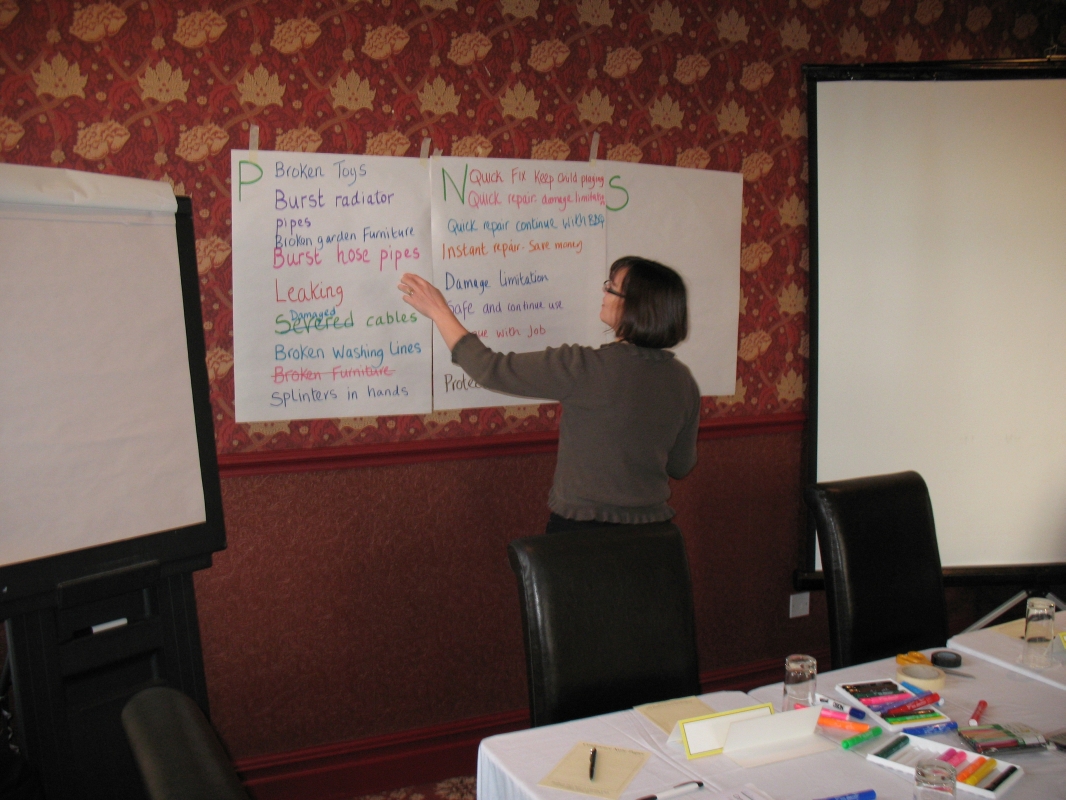 P
Broken Toys
Burst radiator
pipes
Broken garden Furniture
Burst hose pipes
Leaking
Damaged
Severed cables
Broken Washing Lines
Broken Furniture
Splinters in hands
N
Quick Fix Keep child playing
Quick repair damage limitatn
Quick repair continue with BBQ
Instant repair - Save money
Damage limitation
Safe and continue use
with Job
S